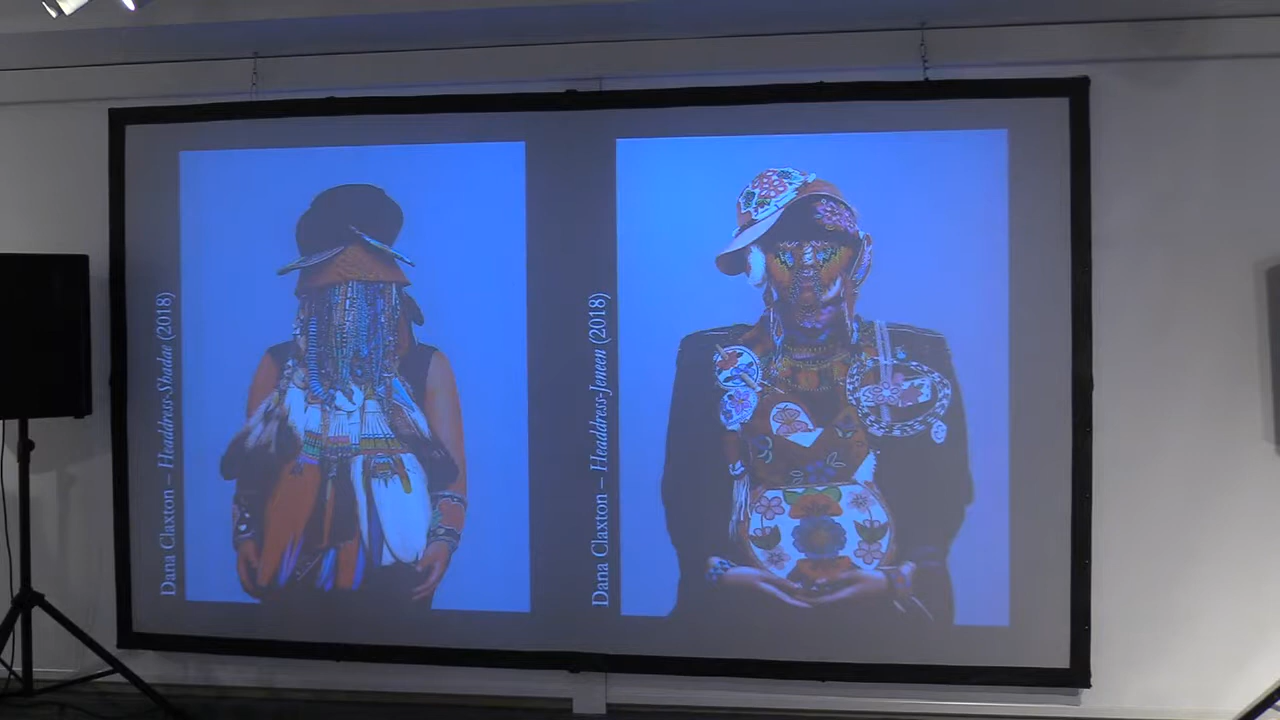 Dana Claxton – Headdress-Shadae (2018)
Dana Claxton – Headdress-Jeneen (2018)